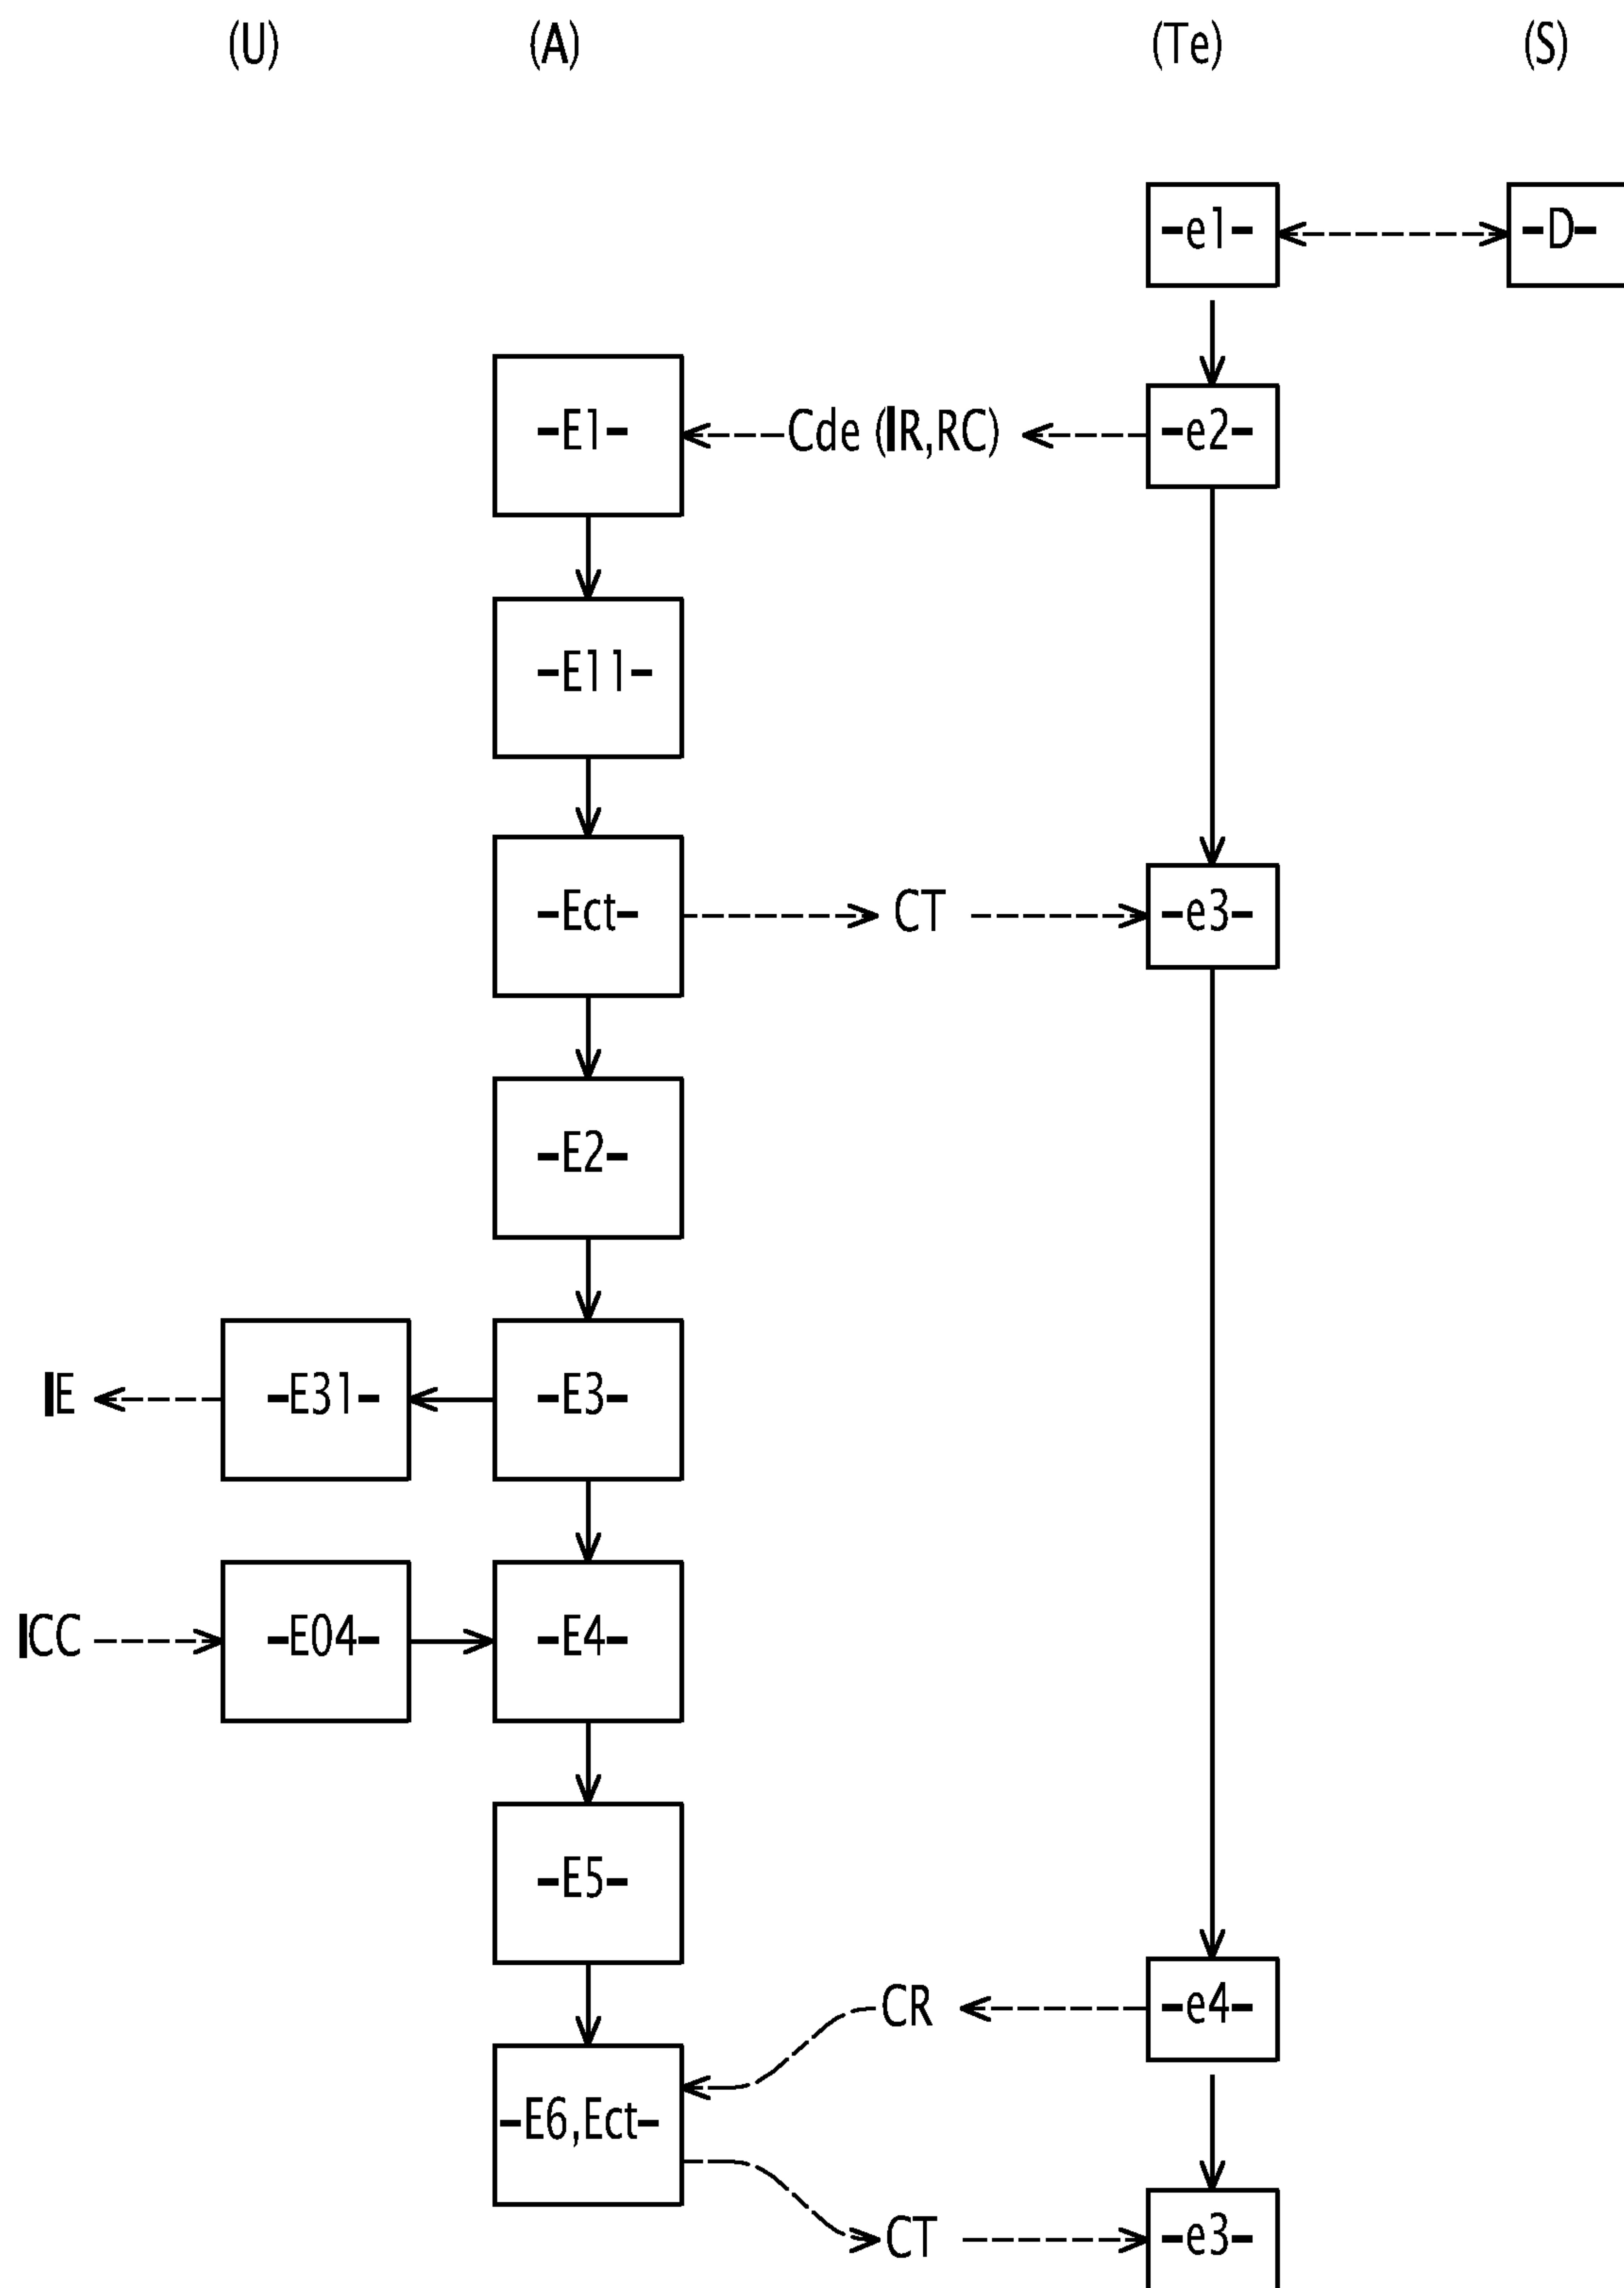 (U) (A) (Te) (S)
-e1- -D-
-E1- Cde (IR,RC) -e2-
-E11-
-Ect- CT -e3-
-E2-
IE -E31- -E3-
ICC -E04- -E4-
-E5-
CR -e4-
-E6,Ect-
CT -e3-